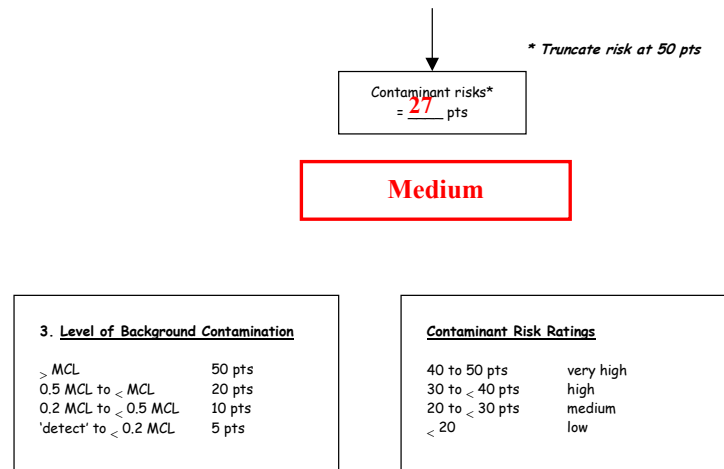 * Truncate risk at 50 pts
Contaminant risks*
= 27 pts
Medium
3. Level of Background Contamination
> MCL 50 pts
0.5 MCL to < MCL 20 pts
0.2 MCL to < 0.5 MCL 10 pts
‘detect’ to < 0.2 MCL 5 pts
Contaminant Risk Ratings
40 to 50 pts very high
30 to < 40 pts high
20 to < 30 pts medium
< 20 low